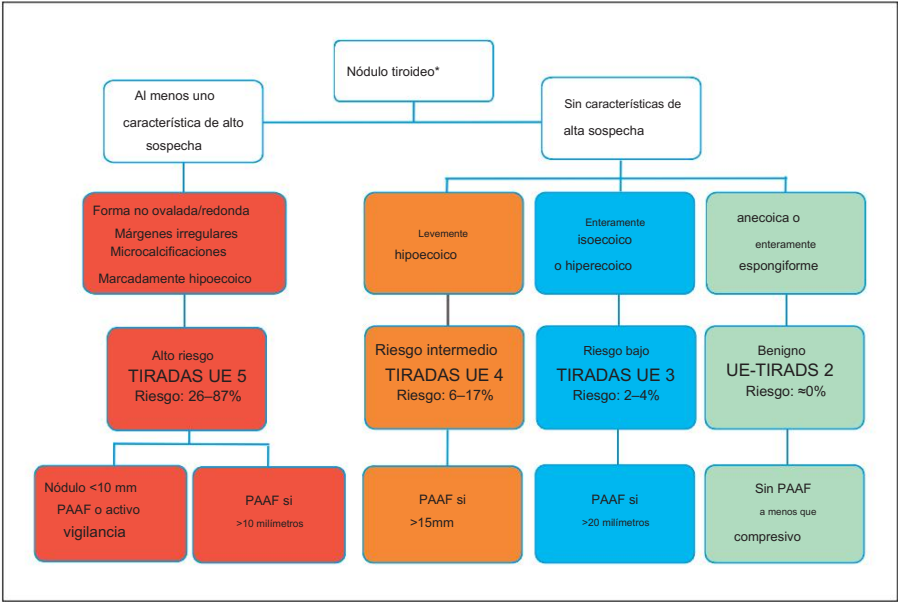 Nódulo tiroideo*
Al menos uno
característica de alto
sospecha
Sin características de
alta sospecha
Forma no ovalada/redonda
Márgenes irregulares
Microcalcificaciones
Marcadamente hipoecoico
Levemente
hipoecoico
Enteramente
isoecoico
o hiperecoico
anecoica o
enteramente
espongiforme
Alto riesgo
TIRADAS UE 5
Riesgo: 26–87%
Riesgo intermedio
TIRADAS UE 4
Riesgo: 6–17%
Riesgo bajo
TIRADAS UE 3
Riesgo: 2–4%
Benigno
UE-TIRADS 2
Riesgo: ≈0%
Nódulo <10 mm
PAAF o activo
vigilancia
PAAF si
>10 milímetros
PAAF si
>15mm
PAAF si
>20 milímetros
Sin PAAF
a menos que
compresivo